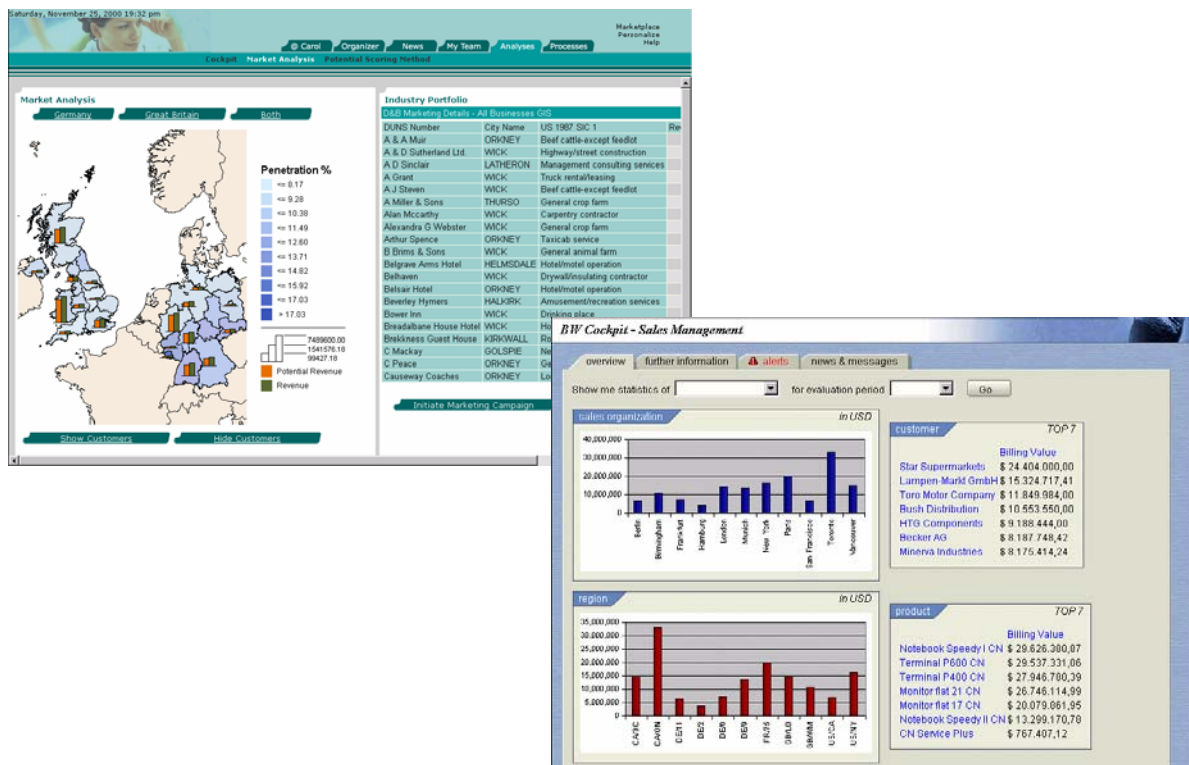 Saturday, November 25, 2000 19:32 pm
Marketplace
Personalize
Help
@ Carol Organizer News My Team Analyses Processes
Cockpit Market Analysis Potential Scoring Method
Market Analysis
Germany Great Britain Both
Penetration %
<= 8.17
<= 9.28
<= 10.38
<= 11.49
<= 12.60
<= 13.71
<= 14.82
<= 15.92
<= 17.03
> 17.03
7489600.00
1541576.18
99427.18
Potential Revenue
Revenue
Show Customers Hide Customers
Industry Portfolio
D&B Marketing Details - All Businesses GIS
DUNS Number City Name US 1987 SIC 1 Re
A & A Muir ORKNEY Beef cattle-except feedlot
A & D Sutherland Ltd. WICK Highway/street construction
A D Sinclair LATHERON Management consulting services
A Grant WICK Truck rental/leasing
A J Steven WICK Beef cattle-except feedlot
A Miller & Sons THURSO General crop farm
Alan Mccarthy WICK Carpentry contractor
Alexandra G Webster WICK General crop farm
Arthur Spence ORKNEY Taxicab service
B Brims & Sons WICK General animal farm
Belgrave Arms Hotel HELMSDALE Hotel/motel operation
Belhaven WICK Drywall/insulating contractor
Belsair Hotel ORKNEY Hotel/motel operation
Beverley Hymers HALKIRK Amusement/recreation services
Bower Inn WICK Drinking place
Breadalbane House Hotel WICK Ho
Brekkness Guest House KIRKWALL Ro
C Mackay GOLSPIE Ne
C Peace ORKNEY Ge
Causeway Coaches ORKNEY Lo
Initiate Marketing Campaign
BW Cockpit - Sales Management
overview further information alerts news & messages
Show me statistics of for evaluation period Go
sales organization in USD
40,000,000
30,000,000
20,000,000
10,000,000
0
Berlin Birmingham Frankfurt Hamburg London Munich New York Paris San Francisco Toronto Vancouver
customer TOP 7
Billing Value
Star Supermarkets $ 24.404.000,00
Lampen-Markt GmbH $ 15.324.717,41
Toro Motor Company $ 11.849.984,00
Bush Distribution $ 10.553.550,00
HTG Components $ 9.188.444,00
Becker AG $ 8.187.748,42
Minerva Industries $ 8.175.414,24
region in USD
35,000,000
30,000,000
25,000,000
20,000,000
15,000,000
10,000,000
5,000,000
0
CA/BC CA/ON DE/11 DE/2 DE/6 DE/9 FR/75 GB/LO GB/WM US/CA US/NY
product TOP 7
Billing Value
Notebook Speedy I CN $ 29.626.300,87
Terminal P600 CN $ 29.537.331,06
Terminal P400 CN $ 27.946.700,39
Monitor flat 21 CN $ 26.746.114,99
Monitor flat 17 CN $ 20.079.861,95
Notebook Speedy II CN $ 13.299.170,78
CN Service Plus $ 767.407,12